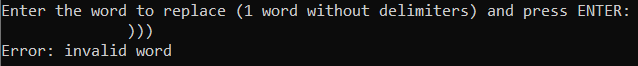 Enter the word to replace (1 word without delimiters) and press ENTER:
)))
Error: invalid word